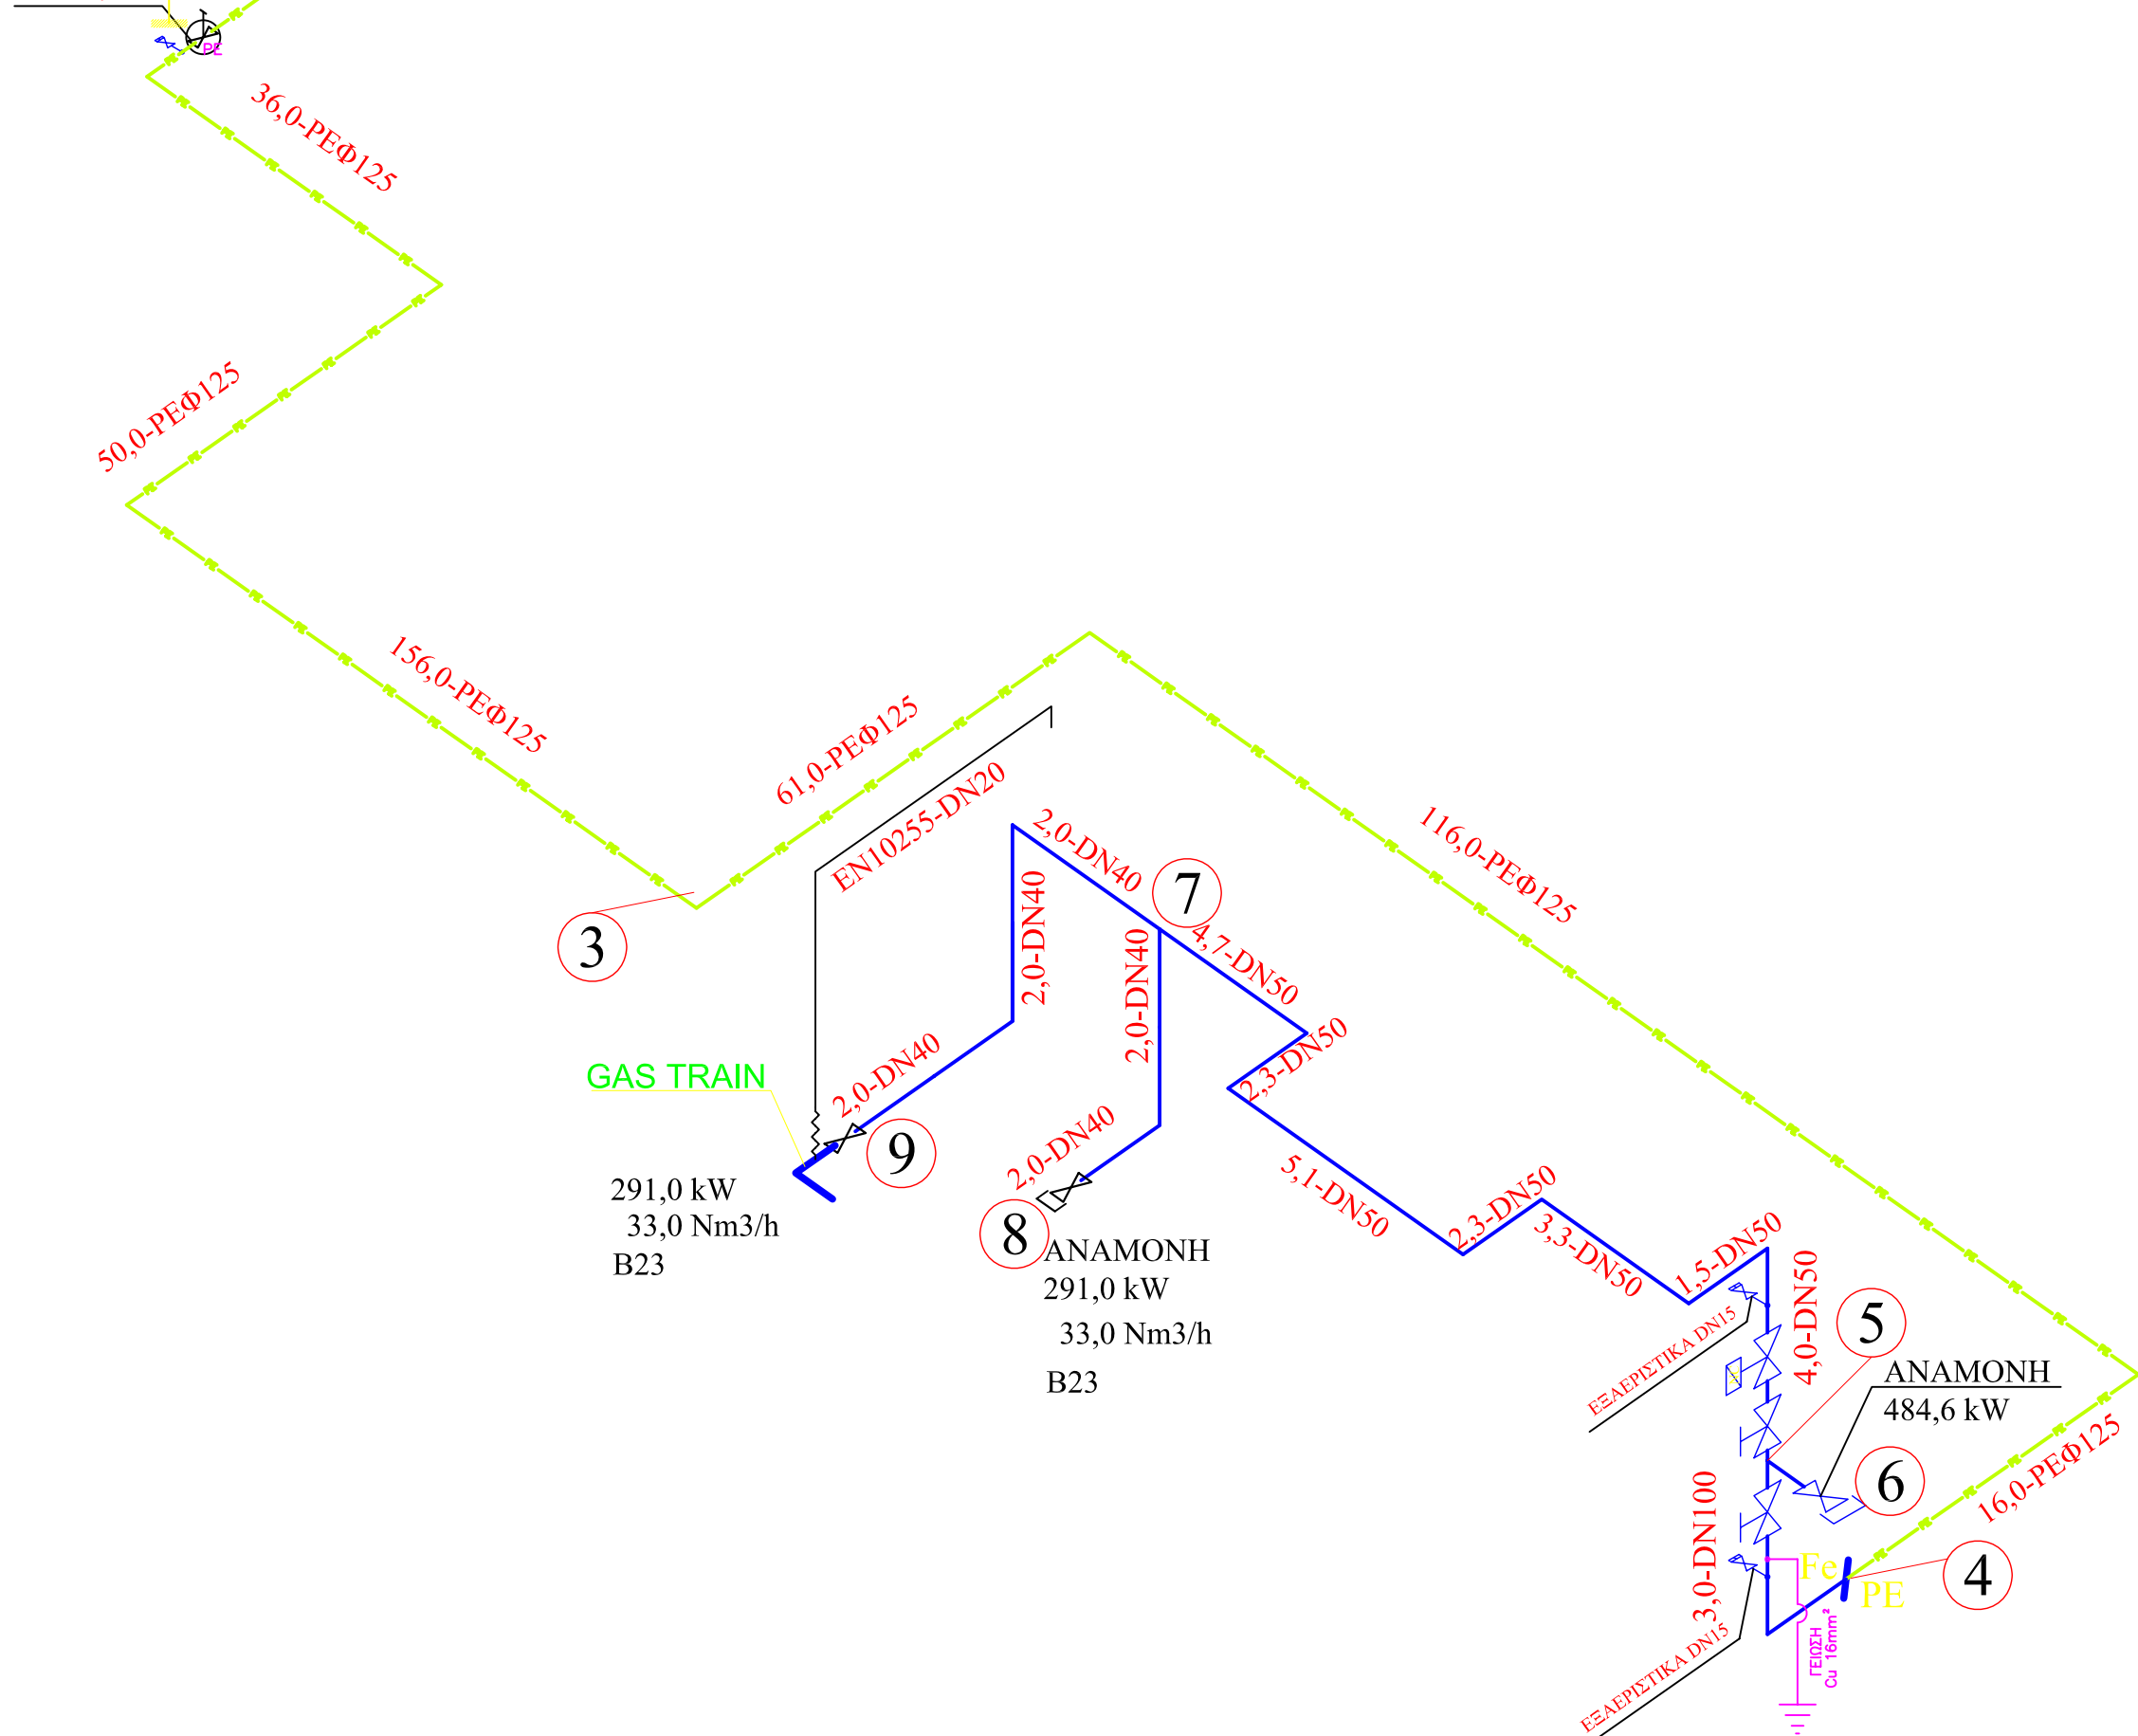 PE
36,0-PEΦ125
50,0-PEΦ125
156,0-PEΦ125
61,0-PEΦ125
EN10255-DN20
116,0-PEΦ125
3
2,0-DN40
7
2,0-DN40
2,0-DN40
4,7-DN50
2,3-DN50
GAS TRAIN
2,0-DN40
9
2,0-DN40
291,0 kW
33,0 Nm3/h
B23
8
ΑΝΑΜΟΝΗ
291,0 kW
33,0 Nm3/h
B23
5,1-DN50
2,3-DN50
3,3-DN50
1,5-DN50
4,0-DN50
5
ΕΞΑΕΡΙΣΤΙΚΑ DN15
ΑΝΑΜΟΝΗ
484,6 kW
6
16,0-PEΦ125
3,0-DN100
Fe
PE
4
ΓΕΙΩΣΗ
Cu 16mm²
ΕΞΑΕΡΙΣΤΙΚΑ DN15